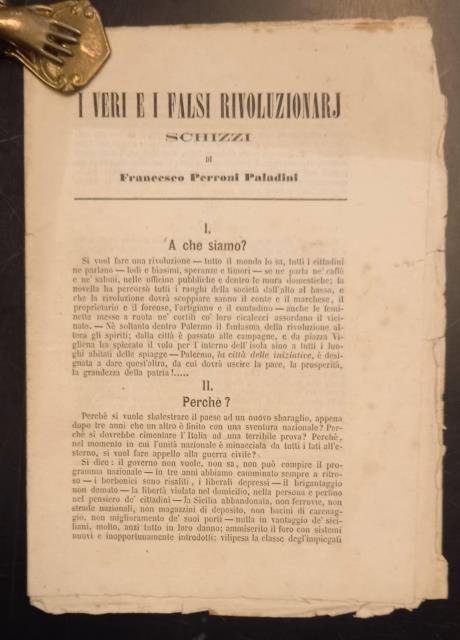 I VERI E I FALSI RIVOLUZIONARJ
SCHIZZI
DI
Francesco Perroni Paladini
I.
A che siamo?
Si vuol fare una rivoluzione — tutto il mondo lo sa, tutti i cittadini
ne parlano — lodi e biasimi, speranze e timori — se ne parla ne' caffè
e ne' saloni, nelle officine pubbliche e dentro le mura domestiche; la
novella ha percorso tutti i ranghi della società dall'alto al basso, e
che la rivoluzione dovrà scoppiare sanno il conte e il marchese, il
proprietario e il forense, l'artigiano e il contadino — anche le femi-
nette messe a ruota ne' cortili co' loro cicalecci assordano il vici-
nato. — Nè soltanto dentro Palermo il fantasma della rivoluzione al-
tera gli spiriti; dalla città è passato alle campagne, e da piazza Vi-
gliena ha spiccato il volo per l'interno dell'isola sino a tutti i luo-
ghi abitati delle spiagge — Palermo, la città delle iniziative, è desi-
gnata a dare quest'altra, da cui dovrà uscire la pace, la prosperità,
la grandezza della patria!.....
II.
Perchè?
Perchè si vuole sbalestrare il paese ad un nuovo sbaraglio, appena
dopo tre anni che un altro è finito con una sventura nazionale? Per-
chè si dovrebbe cimentare l'Italia ad una terribile prova? Perchè,
nel momento in cui l'unità nazionale è minacciata da tutti i lati all'e-
sterno, si vuol fare appello alla guerra civile?
Si dice: il governo non vuole, non sa, non può compire il pro-
gramma nazionale — in tre anni abbiamo camminato sempre a ritro-
so — i borbonici sono risaliti, i liberali depressi — il brigantaggio
non domato — la libertà violata nel domicilio, nella persona e perfino
nel pensiero de' cittadini — la Sicilia abbandonata, non ferrovie, non
strade nazionali, non magazzini di deposito, non bacini di carenag-
gio, non miglioramento de' suoi porti — nulla in vantaggio de' sici-
liani, molto, anzi tutto in loro danno; ammiserito il foro con sistemi
nuovi e inopportunamente introdotti; vilipesa la classe degl'impiegati